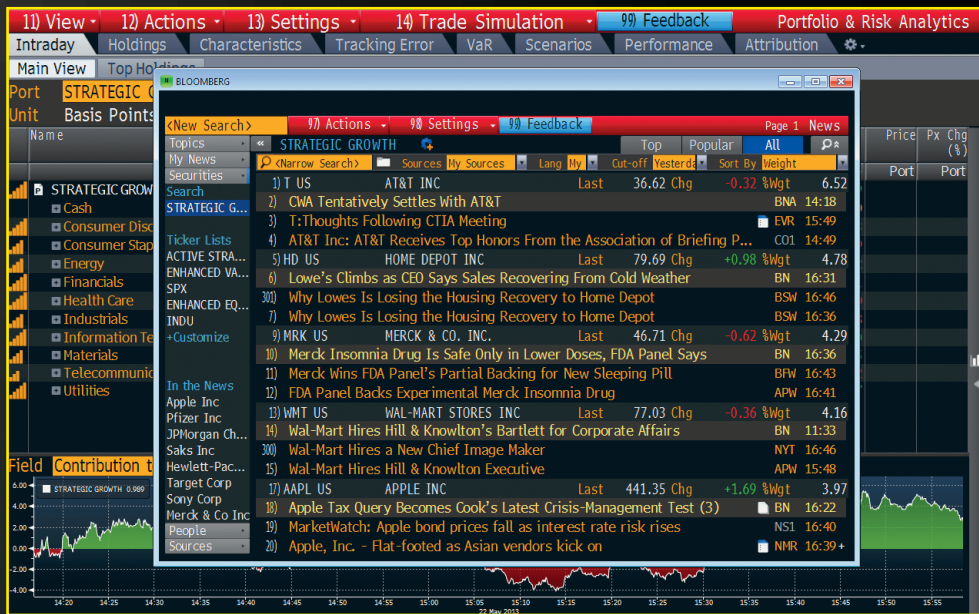 11) View 12) Actions 13) Settings 14) Trade Simulation 99) Feedback Portfolio & Risk Analytics
Intraday Holdings Characteristics Tracking Error VaR Scenarios Performance Attribution
Main View Top Holdings
Port STRATEGIC G
Unit Basis Points
Name
Price Px Chg
(%)
Port Port
STRATEGIC GROW
Cash
Consumer Disc
Consumer Stap
Energy
Financials
Health Care
Industrials
Information Te
Materials
Telecommunic
Utilities
BLOOMBERG
<New Search> 97) Actions 98) Settings 99) Feedback Page 1 News
Topics « STRATEGIC GROWTH Top Popular All
My News <Narrow Search> Sources My Sources Lang My Cut-off Yesterda Sort By Weight
Securities
Search
STRATEGIC G...
Ticker Lists
ACTIVE STRA...
ENHANCED VA...
SPX
ENHANCED EQ...
INDU
+Customize
In the News
Apple Inc
Pfizer Inc
JPMorgan Ch...
Saks Inc
Hewlett-Pac...
Target Corp
Sony Corp
Merck & Co Inc
People
Sources
1) T US AT&T INC Last 36.62 Chg -0.32 %Wgt 6.52
2) CWA Tentatively Settles With AT&T BNA 14:18
3) T:Thoughts Following CTIA Meeting EVR 15:49
4) AT&T Inc: AT&T Receives Top Honors From the Association of Briefing P... CO1 14:49
5) HD US HOME DEPOT INC Last 79.69 Chg +0.98 %Wgt 4.78
6) Lowe's Climbs as CEO Says Sales Recovering From Cold Weather BN 16:31
301) Why Lowes Is Losing the Housing Recovery to Home Depot BSW 16:46
7) Why Lowes Is Losing the Housing Recovery to Home Depot BSW 16:36
9) MRK US MERCK & CO. INC. Last 46.71 Chg -0.62 %Wgt 4.29
10) Merck Insomnia Drug Is Safe Only in Lower Doses, FDA Panel Says BN 16:36
11) Merck Wins FDA Panel's Partial Backing for New Sleeping Pill BFW 16:43
12) FDA Panel Backs Experimental Merck Insomnia Drug APW 16:41
13) WMT US WAL-MART STORES INC Last 77.03 Chg -0.36 %Wgt 4.16
14) Wal-Mart Hires Hill & Knowlton's Bartlett for Corporate Affairs BN 11:33
300) Wal-Mart Hires a New Chief Image Maker NYT 16:46
15) Wal-Mart Hires Hill & Knowlton Executive APW 15:48
17) AAPL US APPLE INC Last 441.35 Chg +1.69 %Wgt 3.97
18) Apple Tax Query Becomes Cook's Latest Crisis-Management Test (3) BN 16:22
19) MarketWatch: Apple bond prices fall as interest rate risk rises NS1 16:40
20) Apple, Inc. - Flat-footed as Asian vendors kick on NMR 16:39+
Field Contribution t
STRATEGIC GROWTH 0.989
6.00
4.00
2.00
0.00
-2.00
-4.00
14:20 14:25 14:30 14:35 14:40 14:45 14:50 14:55 15:00 15:05 15:10 15:15 15:20 15:25 15:30 15:35 15:40 15:45 15:50 15:55
22 May 2013